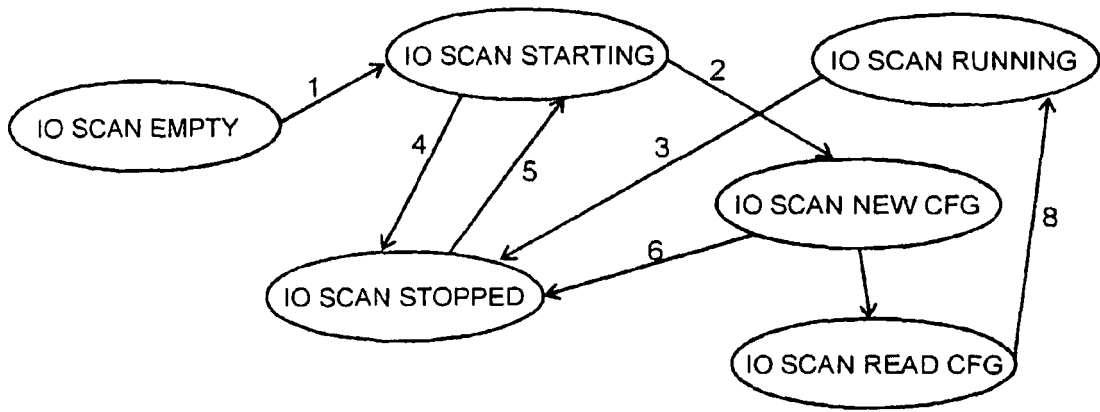 IO SCAN STARTING
IO SCAN RUNNING
1
2
IO SCAN EMPTY
4
5
3
IO SCAN NEW CFG
8
6
IO SCAN STOPPED
IO SCAN READ CFG